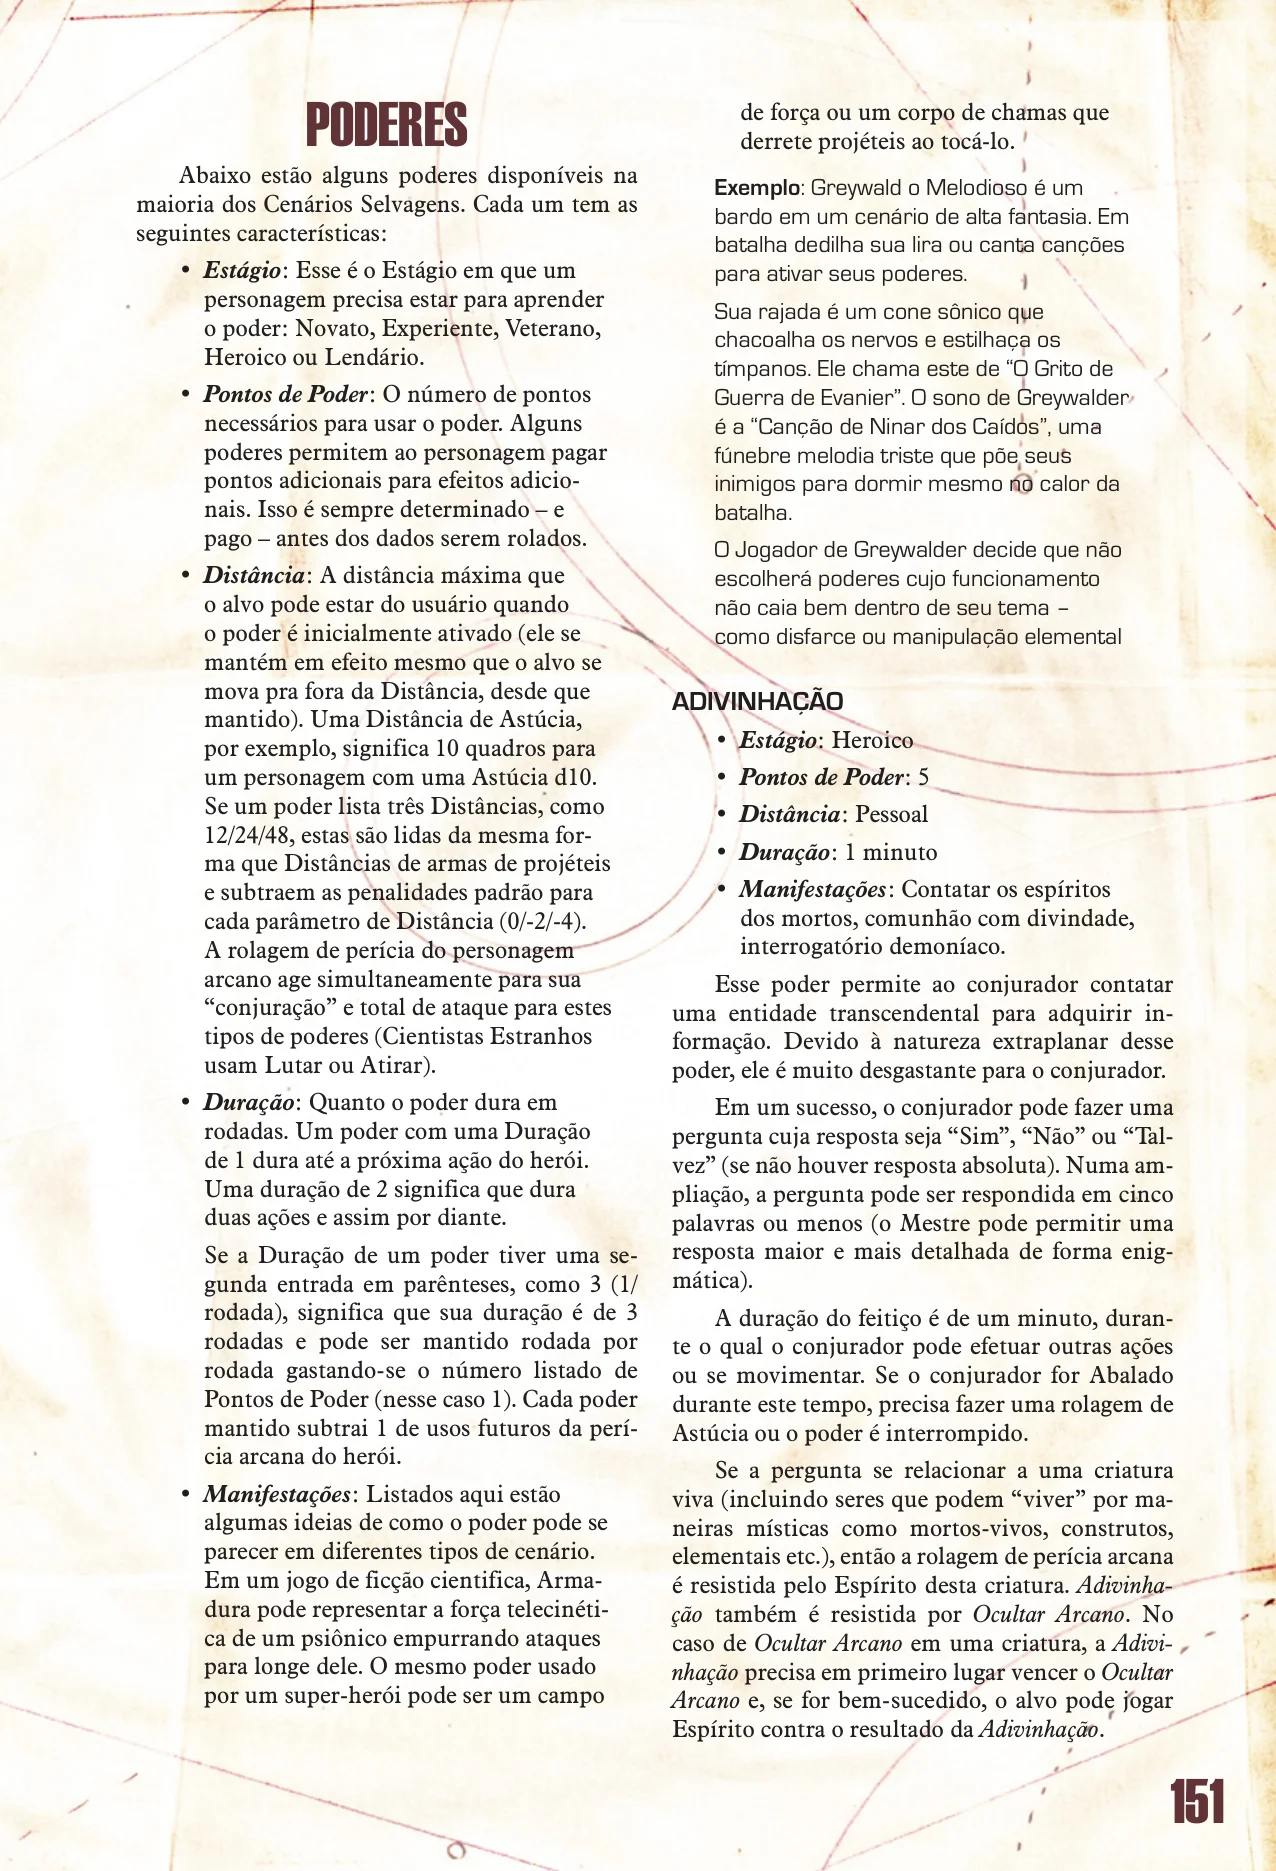 PODERES
Abaixo estão alguns poderes disponíveis na
maioria dos Cenários Selvagens. Cada um tem as
seguintes características:
• Estágio: Esse é o Estágio em que um
personagem precisa estar para aprender
o poder: Novato, Experiente, Veterano,
Heroico ou Lendário.
• Pontos de Poder: O número de pontos
necessários para usar o poder. Alguns
poderes permitem ao personagem pagar
pontos adicionais para efeitos adicio-
nais. Isso é sempre determinado – e
pago – antes dos dados serem rolados.
• Distância: A distância máxima que
o alvo pode estar do usuário quando
o poder é inicialmente ativado (ele se
mantém em efeito mesmo que o alvo se
mova pra fora da Distância, desde que
mantido). Uma Distância de Astúcia,
por exemplo, significa 10 quadros para
um personagem com uma Astúcia d10.
Se um poder lista três Distâncias, como
12/24/48, estas são lidas da mesma for-
ma que Distâncias de armas de projéteis
e subtraem as penalidades padrão para
cada parâmetro de Distância (0/-2/-4).
A rolagem de perícia do personagem
arcano age simultaneamente para sua
“conjuração” e total de ataque para estes
tipos de poderes (Cientistas Estranhos
usam Lutar ou Atirar).
• Duração: Quanto o poder dura em
rodadas. Um poder com uma Duração
de 1 dura até a próxima ação do herói.
Uma duração de 2 significa que dura
duas ações e assim por diante.
Se a Duração de um poder tiver uma se-
gunda entrada em parênteses, como 3 (1/
rodada), significa que sua duração é de 3
rodadas e pode ser mantido rodada por
rodada gastando-se o número listado de
Pontos de Poder (nesse caso 1). Cada poder
mantido subtrai 1 de usos futuros da perí-
cia arcana do herói.
• Manifestações: Listados aqui estão
algumas ideias de como o poder pode se
parecer em diferentes tipos de cenário.
Em um jogo de ficção cientifica, Arma-
dura pode representar a força telecinéti-
ca de um psiônico empurrando ataques
para longe dele. O mesmo poder usado
por um super-herói pode ser um campo
de força ou um corpo de chamas que
derrete projéteis ao tocá-lo.
Exemplo: Greywald o Melodioso é um
bardo em um cenário de alta fantasia. Em
batalha dedilha sua lira ou canta canções
para ativar seus poderes.
Sua rajada é um cone sônico que
chacoalha os nervos e estilhaça os
tímpanos. Ele chama este de “O Grito de
Guerra de Evanier”. O sono de Greywalder
é a “Canção de Ninar dos Caídos”, uma
fúnebre melodia triste que põe seus
inimigos para dormir mesmo no calor da
batalha.
O Jogador de Greywalder decide que não
escolherá poderes cujo funcionamento
não caia bem dentro de seu tema –
como disfarce ou manipulação elemental
ADIVINHAÇÃO
• Estágio: Heroico
• Pontos de Poder: 5
• Distância: Pessoal
• Duração: 1 minuto
• Manifestações: Contatar os espíritos
dos mortos, comunhão com divindade,
interrogatório demoníaco.
Esse poder permite ao conjurador contatar
uma entidade transcendental para adquirir in-
formação. Devido à natureza extraplanar desse
poder, ele é muito desgastante para o conjurador.
Em um sucesso, o conjurador pode fazer uma
pergunta cuja resposta seja “Sim”, “Não” ou “Tal-
vez” (se não houver resposta absoluta). Numa am-
pliação, a pergunta pode ser respondida em cinco
palavras ou menos (o Mestre pode permitir uma
resposta maior e mais detalhada de forma enig-
mática).
A duração do feitiço é de um minuto, duran-
te o qual o conjurador pode efetuar outras ações
ou se movimentar. Se o conjurador for Abalado
durante este tempo, precisa fazer uma rolagem de
Astúcia ou o poder é interrompido.
Se a pergunta se relacionar a uma criatura
viva (incluindo seres que podem “viver” por ma-
neiras místicas como mortos-vivos, construtos,
elementais etc.), então a rolagem de perícia arcana
é resistida pelo Espírito desta criatura. Adivinha-
ção também é resistida por Ocultar Arcano. No
caso de Ocultar Arcano em uma criatura, a Adivi-
nhação precisa em primeiro lugar vencer o Ocultar
Arcano e, se for bem-sucedido, o alvo pode jogar
Espírito contra o resultado da Adivinhação.
151